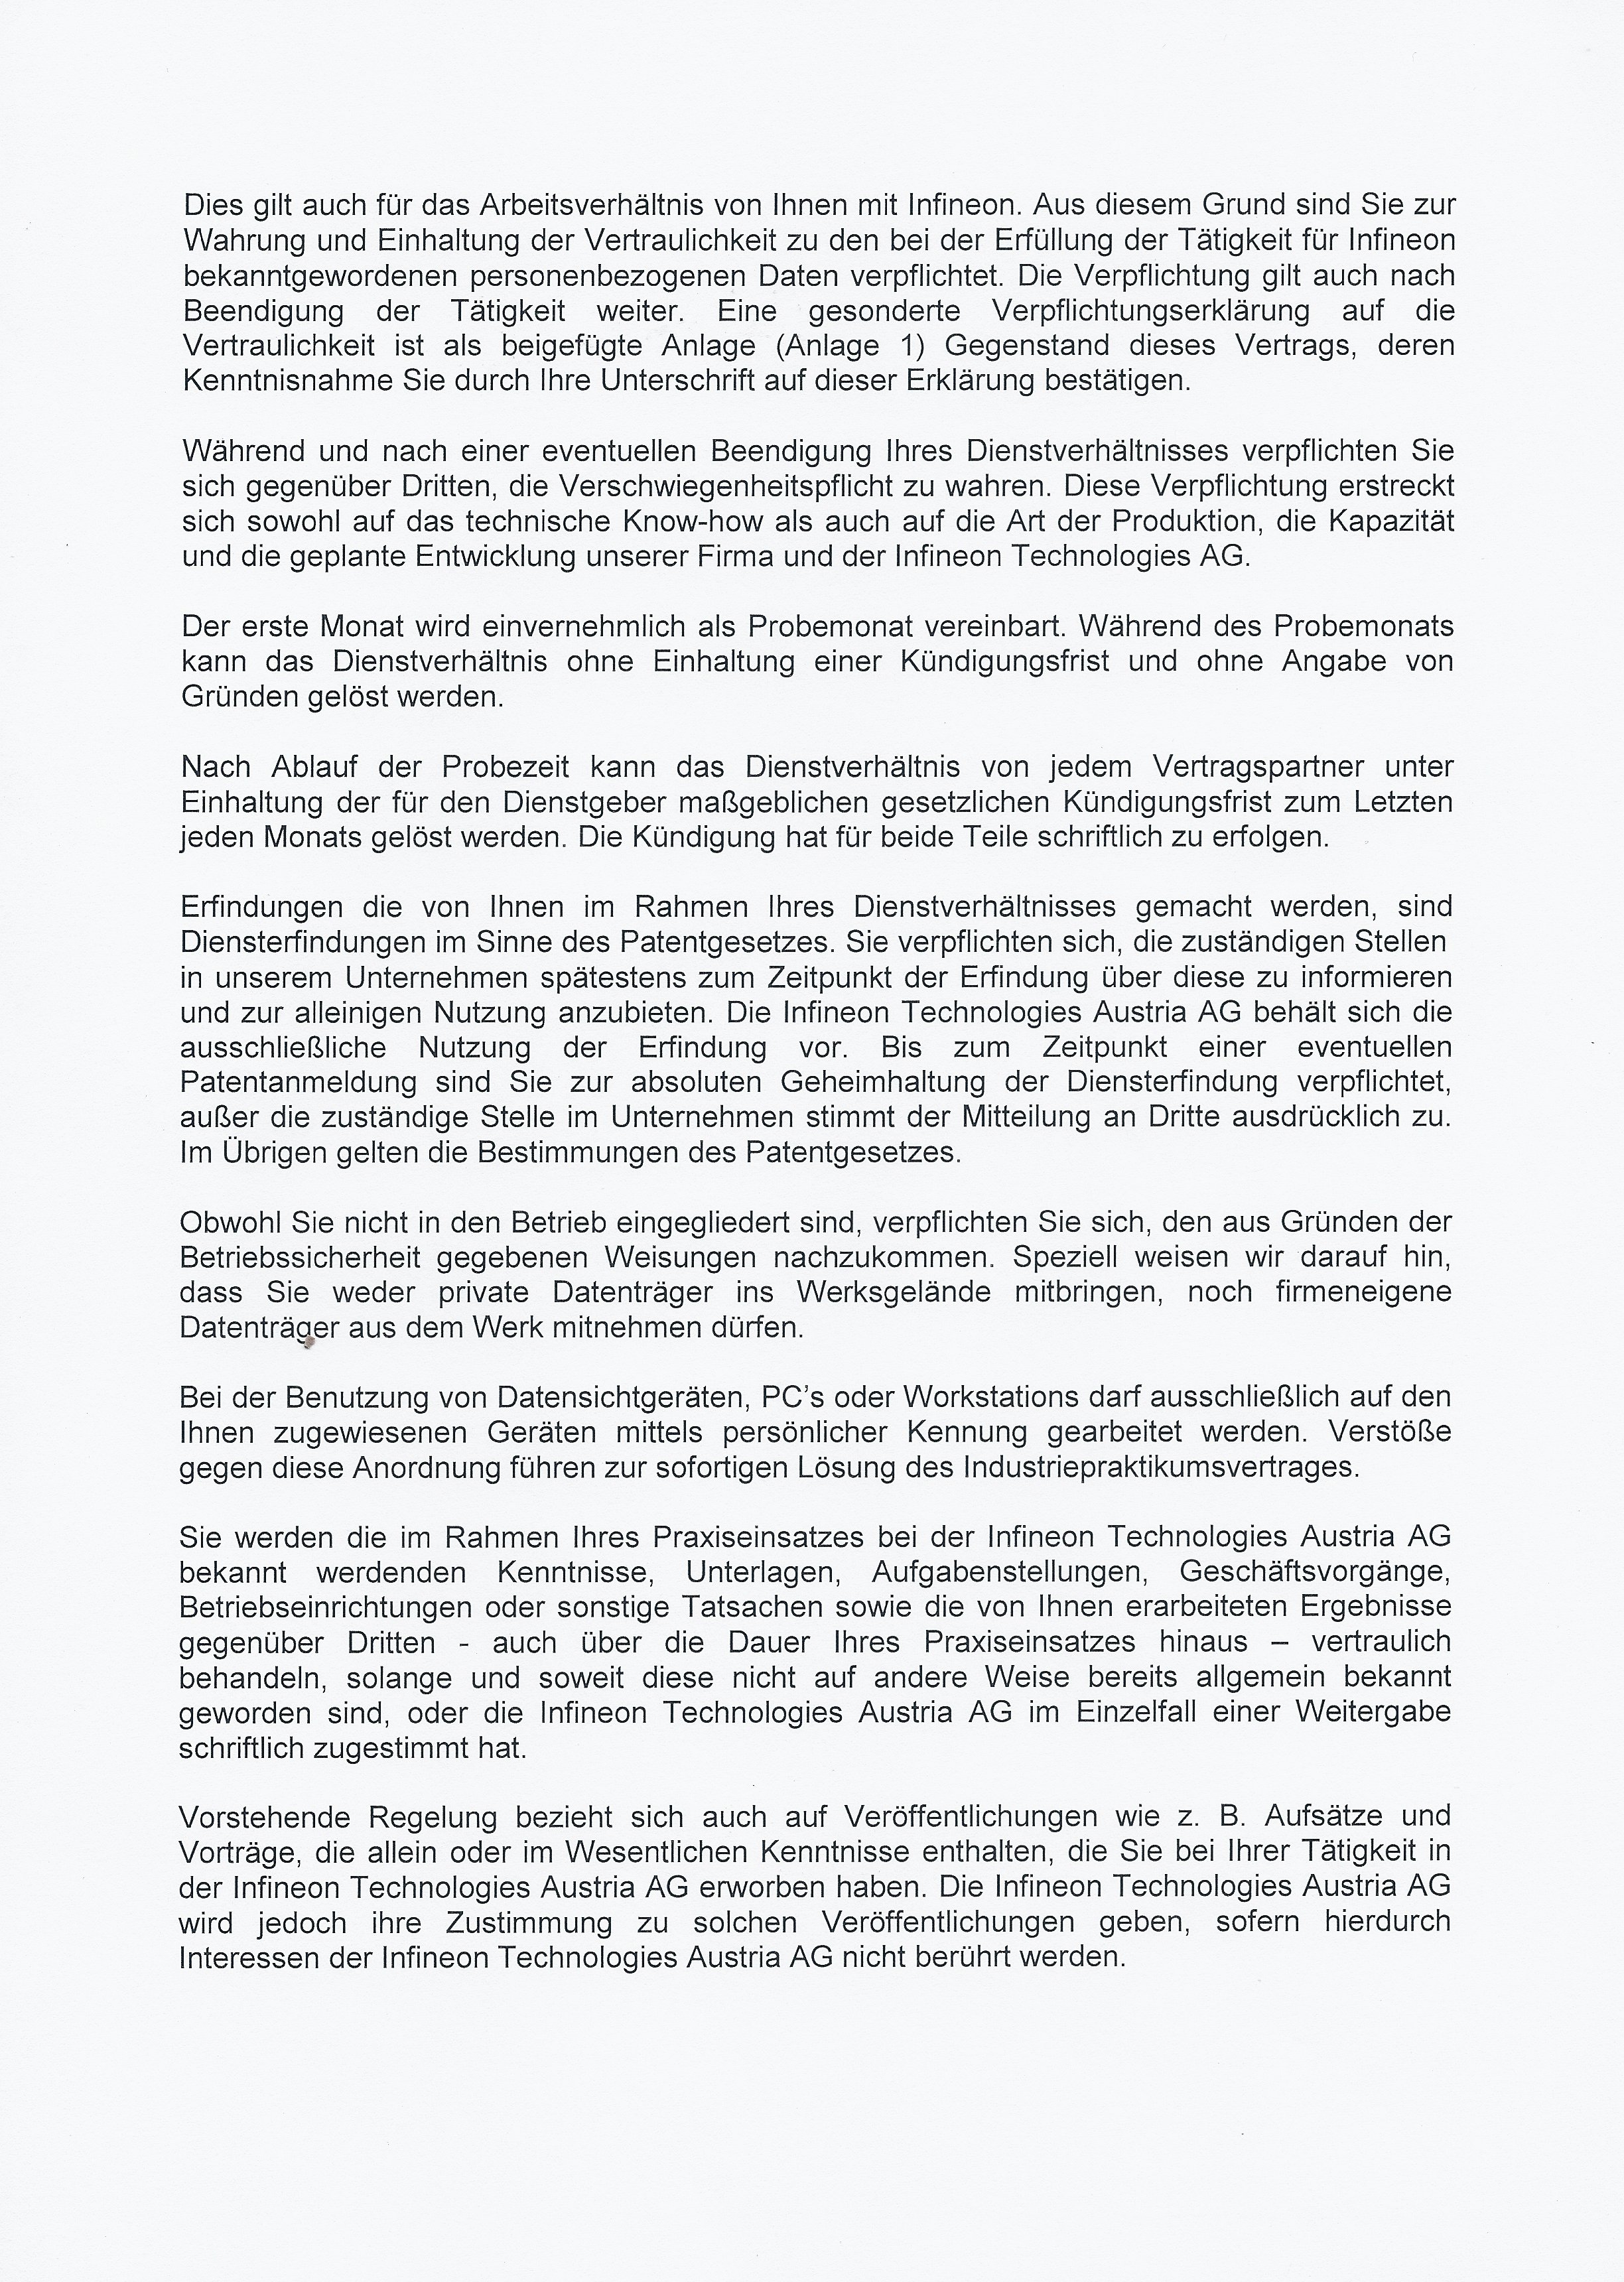 Dies gilt auch für das Arbeitsverhältnis von Ihnen mit Infineon. Aus diesem Grund sind Sie zur
Wahrung und Einhaltung der Vertraulichkeit zu den bei der Erfüllung der Tätigkeit für Infineon
bekanntgewordenen personenbezogenen Daten verpflichtet. Die Verpflichtung gilt auch nach
Beendigung der Tätigkeit weiter. Eine gesonderte Verpflichtungserklärung auf die
Vertraulichkeit ist als beigefügte Anlage (Anlage 1) Gegenstand dieses Vertrags, deren
Kenntnisnahme Sie durch Ihre Unterschrift auf dieser Erklärung bestätigen.
Während und nach einer eventuellen Beendigung Ihres Dienstverhältnisses verpflichten Sie
sich gegenüber Dritten, die Verschwiegenheitspflicht zu wahren. Diese Verpflichtung erstreckt
sich sowohl auf das technische Know-how als auch auf die Art der Produktion, die Kapazität
und die geplante Entwicklung unserer Firma und der Infineon Technologies AG.
Der erste Monat wird einvernehmlich als Probemonat vereinbart. Während des Probemonats
kann das Dienstverhältnis ohne Einhaltung einer Kündigungsfrist und ohne Angabe von
Gründen gelöst werden.
Nach Ablauf der Probezeit kann das Dienstverhältnis von jedem Vertragspartner unter
Einhaltung der für den Dienstgeber maßgeblichen gesetzlichen Kündigungsfrist zum Letzten
jeden Monats gelöst werden. Die Kündigung hat für beide Teile schriftlich zu erfolgen.
Erfindungen die von Ihnen im Rahmen Ihres Dienstverhältnisses gemacht werden, sind
Diensterfindungen im Sinne des Patentgesetzes. Sie verpflichten sich, die zuständigen Stellen
in unserem Unternehmen spätestens zum Zeitpunkt der Erfindung über diese zu informieren
und zur alleinigen Nutzung anzubieten. Die Infineon Technologies Austria AG behält sich die
ausschließliche Nutzung der Erfindung vor. Bis zum Zeitpunkt einer eventuellen
Patentanmeldung sind Sie zur absoluten Geheimhaltung der Diensterfindung verpflichtet,
außer die zuständige Stelle im Unternehmen stimmt der Mitteilung an Dritte ausdrücklich zu.
Im Übrigen gelten die Bestimmungen des Patentgesetzes.
Obwohl Sie nicht in den Betrieb eingegliedert sind, verpflichten Sie sich, den aus Gründen der
Betriebssicherheit gegebenen Weisungen nachzukommen. Speziell weisen wir darauf hin,
dass Sie weder private Datenträger ins Werksgelände mitbringen, noch firmeneigene
Datenträger aus dem Werk mitnehmen dürfen.
Bei der Benutzung von Datensichtgeräten, PC’s oder Workstations darf ausschließlich auf den
Ihnen zugewiesenen Geräten mittels persönlicher Kennung gearbeitet werden. Verstöße
gegen diese Anordnung führen zur sofortigen Lösung des Industriepraktikumsvertrages.
Sie werden die im Rahmen Ihres Praxiseinsatzes bei der Infineon Technologies Austria AG
bekannt werdenden Kenntnisse, Unterlagen, Aufgabenstellungen, Geschäftsvorgänge,
Betriebseinrichtungen oder sonstige Tatsachen sowie die von Ihnen erarbeiteten Ergebnisse
gegenüber Dritten - auch über die Dauer Ihres Praxiseinsatzes hinaus – vertraulich
behandeln, solange und soweit diese nicht auf andere Weise bereits allgemein bekannt
geworden sind, oder die Infineon Technologies Austria AG im Einzelfall einer Weitergabe
schriftlich zugestimmt hat.
Vorstehende Regelung bezieht sich auch auf Veröffentlichungen wie z. B. Aufsätze und
Vorträge, die allein oder im Wesentlichen Kenntnisse enthalten, die Sie bei Ihrer Tätigkeit in
der Infineon Technologies Austria AG erworben haben. Die Infineon Technologies Austria AG
wird jedoch ihre Zustimmung zu solchen Veröffentlichungen geben, sofern hierdurch
Interessen der Infineon Technologies Austria AG nicht berührt werden.